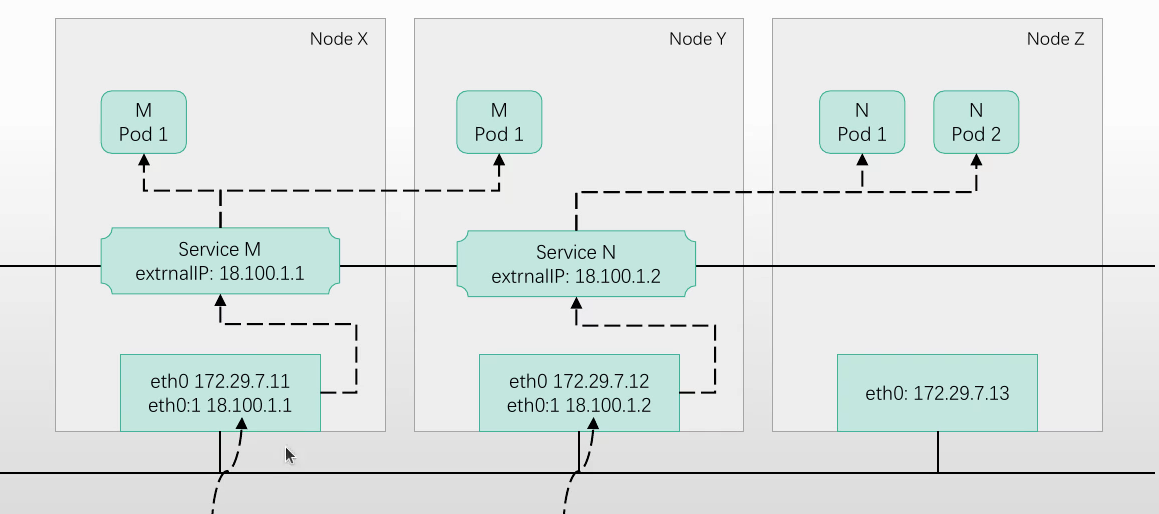 Node X
Node Y
Node Z
M
Pod 1
M
Pod 1
N
Pod 1
N
Pod 2
Service M
extrnalIP: 18.100.1.1
Service N
extrnalIP: 18.100.1.2
eth0 172.29.7.11
eth0:1 18.100.1.1
eth0 172.29.7.12
eth0:1 18.100.1.2
eth0: 172.29.7.13